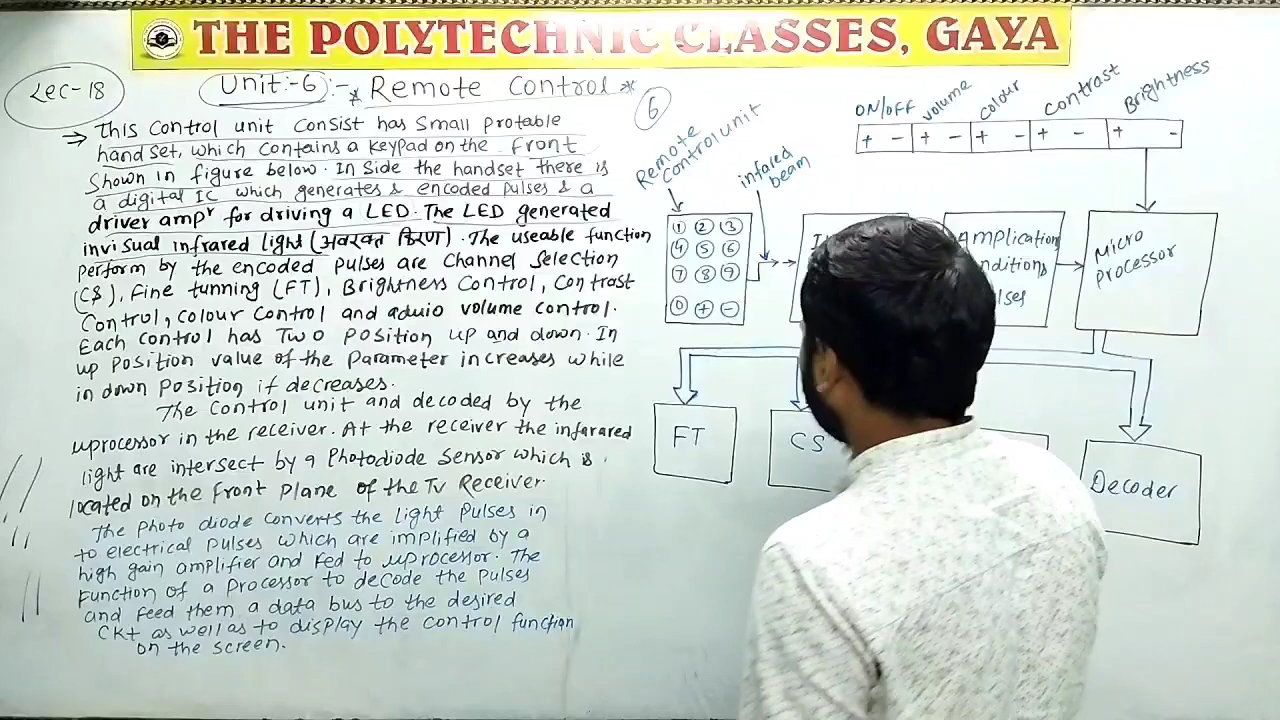 THE POLYTECHNIC CLASSES, GAYA
Lec-18
Unit:-6:- * Remote Control *
⇒ This control unit consist has small protable
hand set, which contains a keypad on the front
Shown in figure below. In side the handset there is
a digital IC which generates & encoded pulses & a
driver ampr for driving a LED. The LED generated
invisual infrared light (अवरक्त किरण). The useable function
perform by the encoded pulses are channel selection
(CS), fine tunning (FT), Brightness Control, Contrast
Control, colour control and aduio volume control.
Each control has Two position up and down. In
up position value of the parameter increases while
in down position if decreases.
The control unit and decoded by the
uprocessor in the receiver. At the receiver the infarared
light are intersect by a Photodiode sensor which is
located on the front Plane of the TV Receiver.
The photo diode converts the light pulses in
to electrical pulses which are implified by a
high gain amplifier and fed to uprocessor. The
function of a processor to decode the pulses
and feed them a data bus to the desired
CKt as well as to display the control function
on the screen.
6
Remote
control unit
infared
beam
ON/OFF volume colour contrast Brightness
+ - + - + - + - + -
1 2 3
4 5 6
7 8 9
0 + -
Amplication
Micro
Processor
FT
CS
Decoder